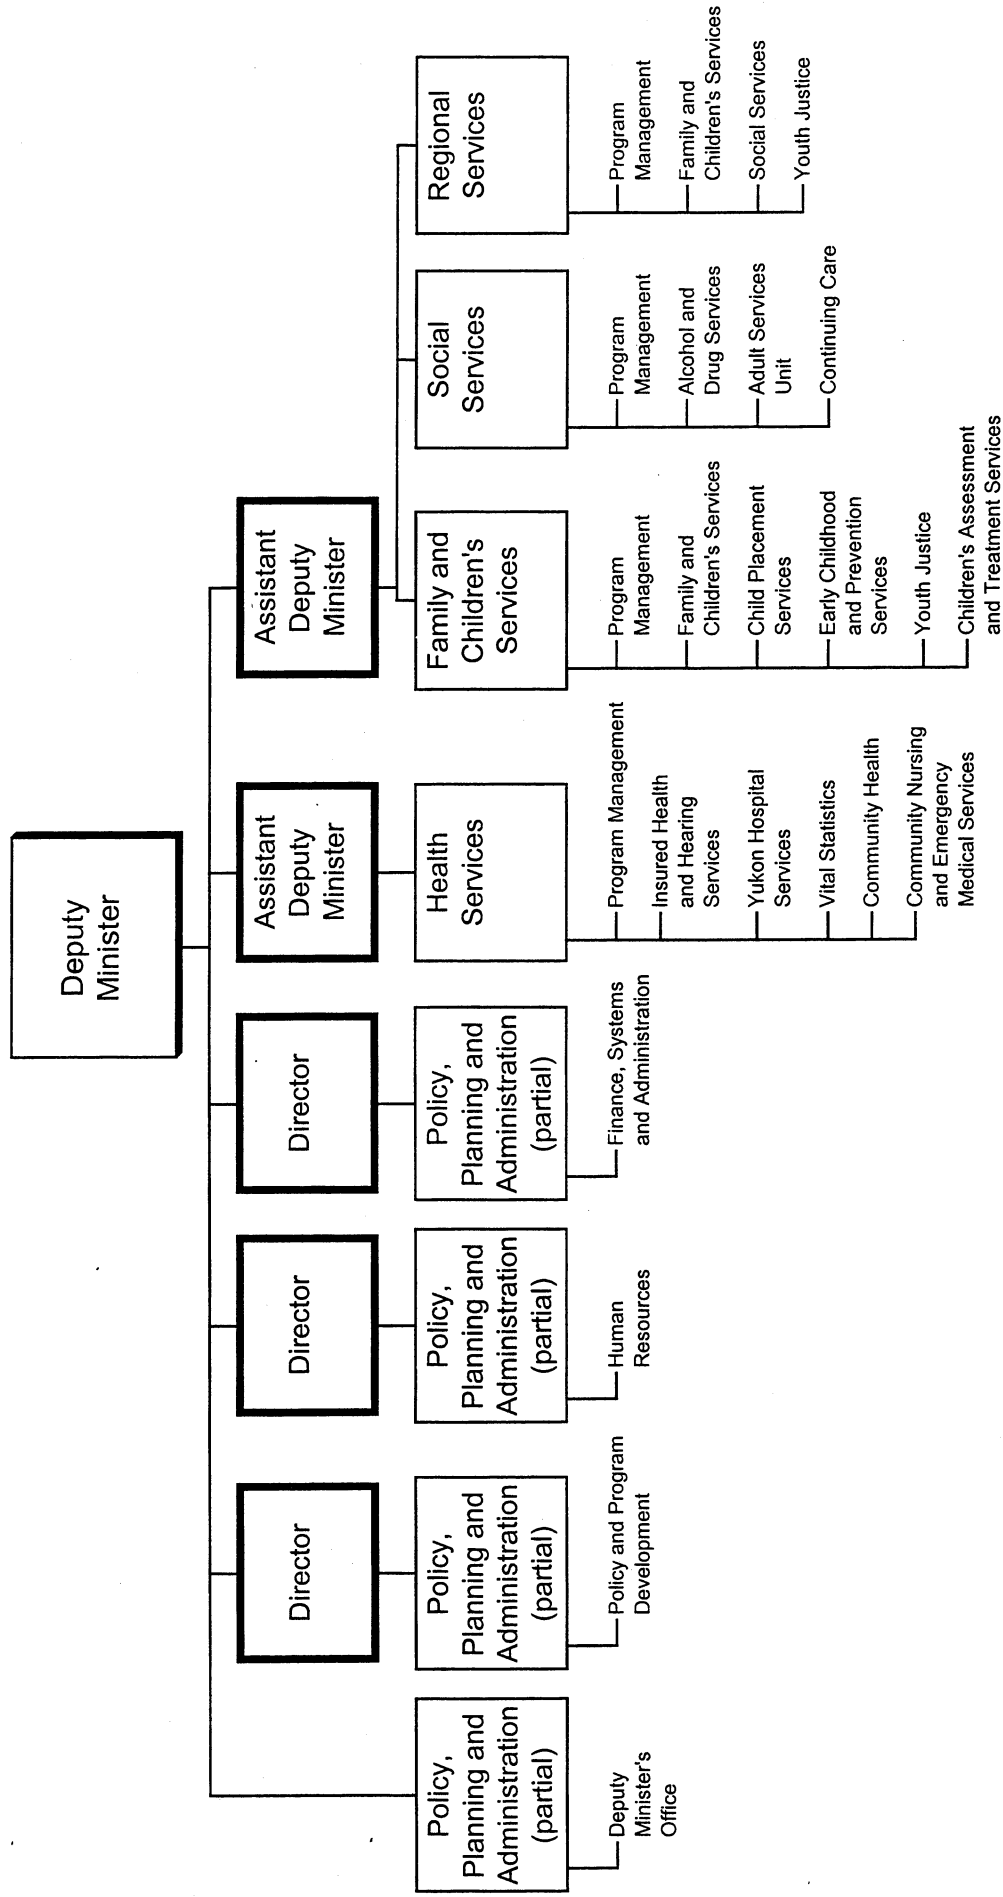 Deputy
Minister
Policy,
Planning and
Administration
(partial)
Deputy
Minister's
Office
Director
Policy,
Planning and
Administration
(partial)
Policy and Program
Development
Director
Policy,
Planning and
Administration
(partial)
Human
Resources
Director
Policy,
Planning and
Administration
(partial)
Finance, Systems
and Administration
Assistant
Deputy
Minister
Health
Services
Program Management
Insured Health
and Hearing
Services
Yukon Hospital
Services
Vital Statistics
Community Health
Community Nursing
and Emergency
Medical Services
Assistant
Deputy
Minister
Family and
Children's
Services
Program
Management
Family and
Children's Services
Child Placement
Services
Early Childhood
and Prevention
Services
Youth Justice
Children's Assessment
and Treatment Services
Social
Services
Program
Management
Alcohol and
Drug Services
Adult Services
Unit
Continuing Care
Regional
Services
Program
Management
Family and
Children's Services
Social Services
Youth Justice